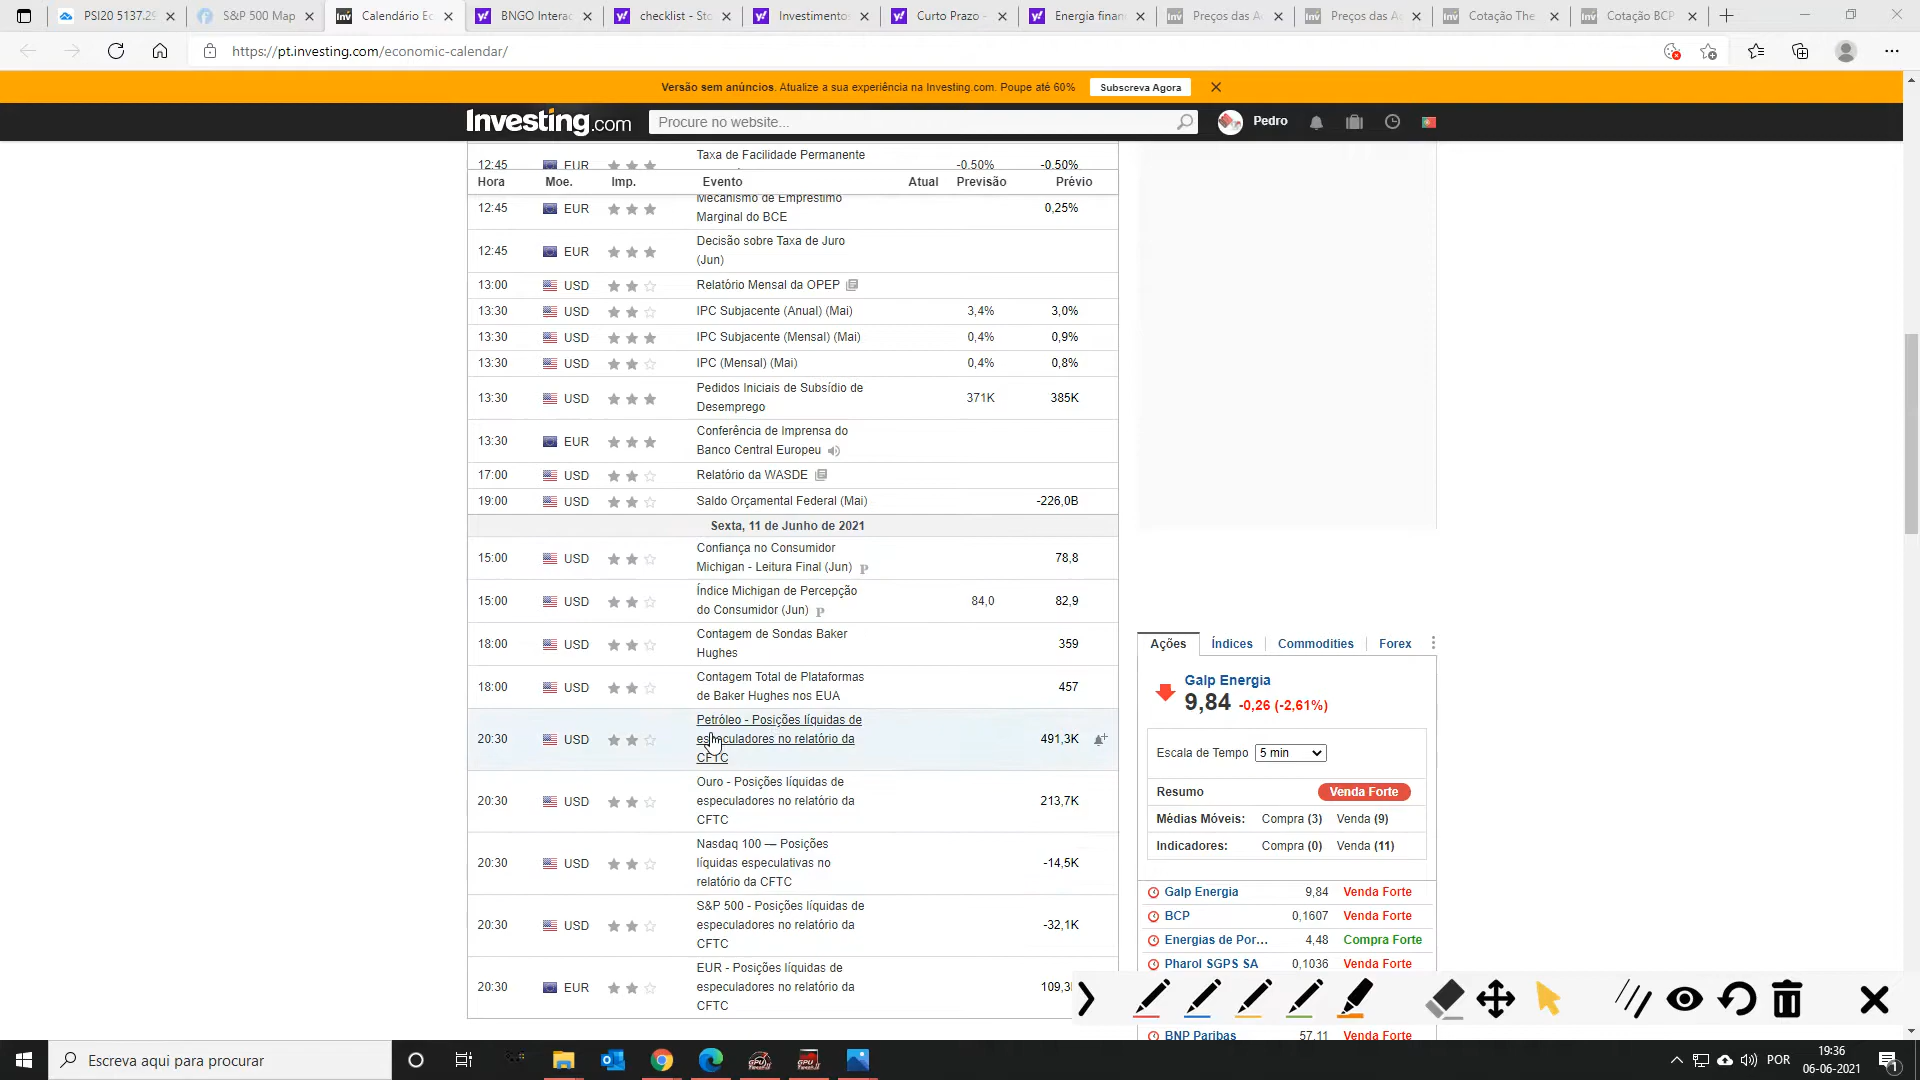 PSI20 5137.29
S&P 500 Map
Calendário Ec
BNGO Interac
checklist - Sto
Investimento
Curto Prazo -
Energia finan
Preços das A
Preços das Ac
Cotação The
Cotação BCP
https://pt.investing.com/economic-calendar/
Versão sem anúncios. Atualize a sua experiência na Investing.com. Poupe até 60%
Subscreva Agora
Investing.com
Procure no website...
Pedro
12:45 EUR Taxa de Facilidade Permanente -0.50% -0.50%
Hora Moe. Imp. Evento Atual Previsão Prévio
12:45 EUR Mecanismo de Empréstimo
Marginal do BCE 0,25%
12:45 EUR Decisão sobre Taxa de Juro
(Jun)
13:00 USD Relatório Mensal da OPEP
13:30 USD IPC Subjacente (Anual) (Mai) 3,4% 3,0%
13:30 USD IPC Subjacente (Mensal) (Mai) 0,4% 0,9%
13:30 USD IPC (Mensal) (Mai) 0,4% 0,8%
13:30 USD Pedidos Iniciais de Subsídio de
Desemprego 371K 385K
13:30 EUR Conferência de Imprensa do
Banco Central Europeu
17:00 USD Relatório da WASDE
19:00 USD Saldo Orçamental Federal (Mai) -226,0B
Sexta, 11 de Junho de 2021
15:00 USD Confiança no Consumidor
Michigan - Leitura Final (Jun) P 78,8
15:00 USD Índice Michigan de Percepção
do Consumidor (Jun) P 84,0 82,9
18:00 USD Contagem de Sondas Baker
Hughes 359
18:00 USD Contagem Total de Plataformas
de Baker Hughes nos EUA 457
20:30 USD Petróleo - Posições líquidas de
especuladores no relatório da
CFTC 491,3K
20:30 USD Ouro - Posições líquidas de
especuladores no relatório da
CFTC 213,7K
20:30 USD Nasdaq 100 — Posições
líquidas especulativas no
relatório da CFTC -14,5K
20:30 USD S&P 500 - Posições líquidas de
especuladores no relatório da
CFTC -32,1K
20:30 EUR EUR - Posições líquidas de
especuladores no relatório da
CFTC
Ações Índices Commodities Forex
Galp Energia
9,84 -0,26 (-2,61%)
Escala de Tempo 5 min
Resumo Venda Forte
Médias Móveis: Compra (3) Venda (9)
Indicadores: Compra (0) Venda (11)
Galp Energia 9,84 Venda Forte
BCP 0,1607 Venda Forte
Energias de Por... 4,48 Compra Forte
Pharol SGPS SA 0,1036 Venda Forte
BNP Paribas 57,11 Venda Forte
Escreva aqui para procurar
POR
19:36
06-06-2021
1